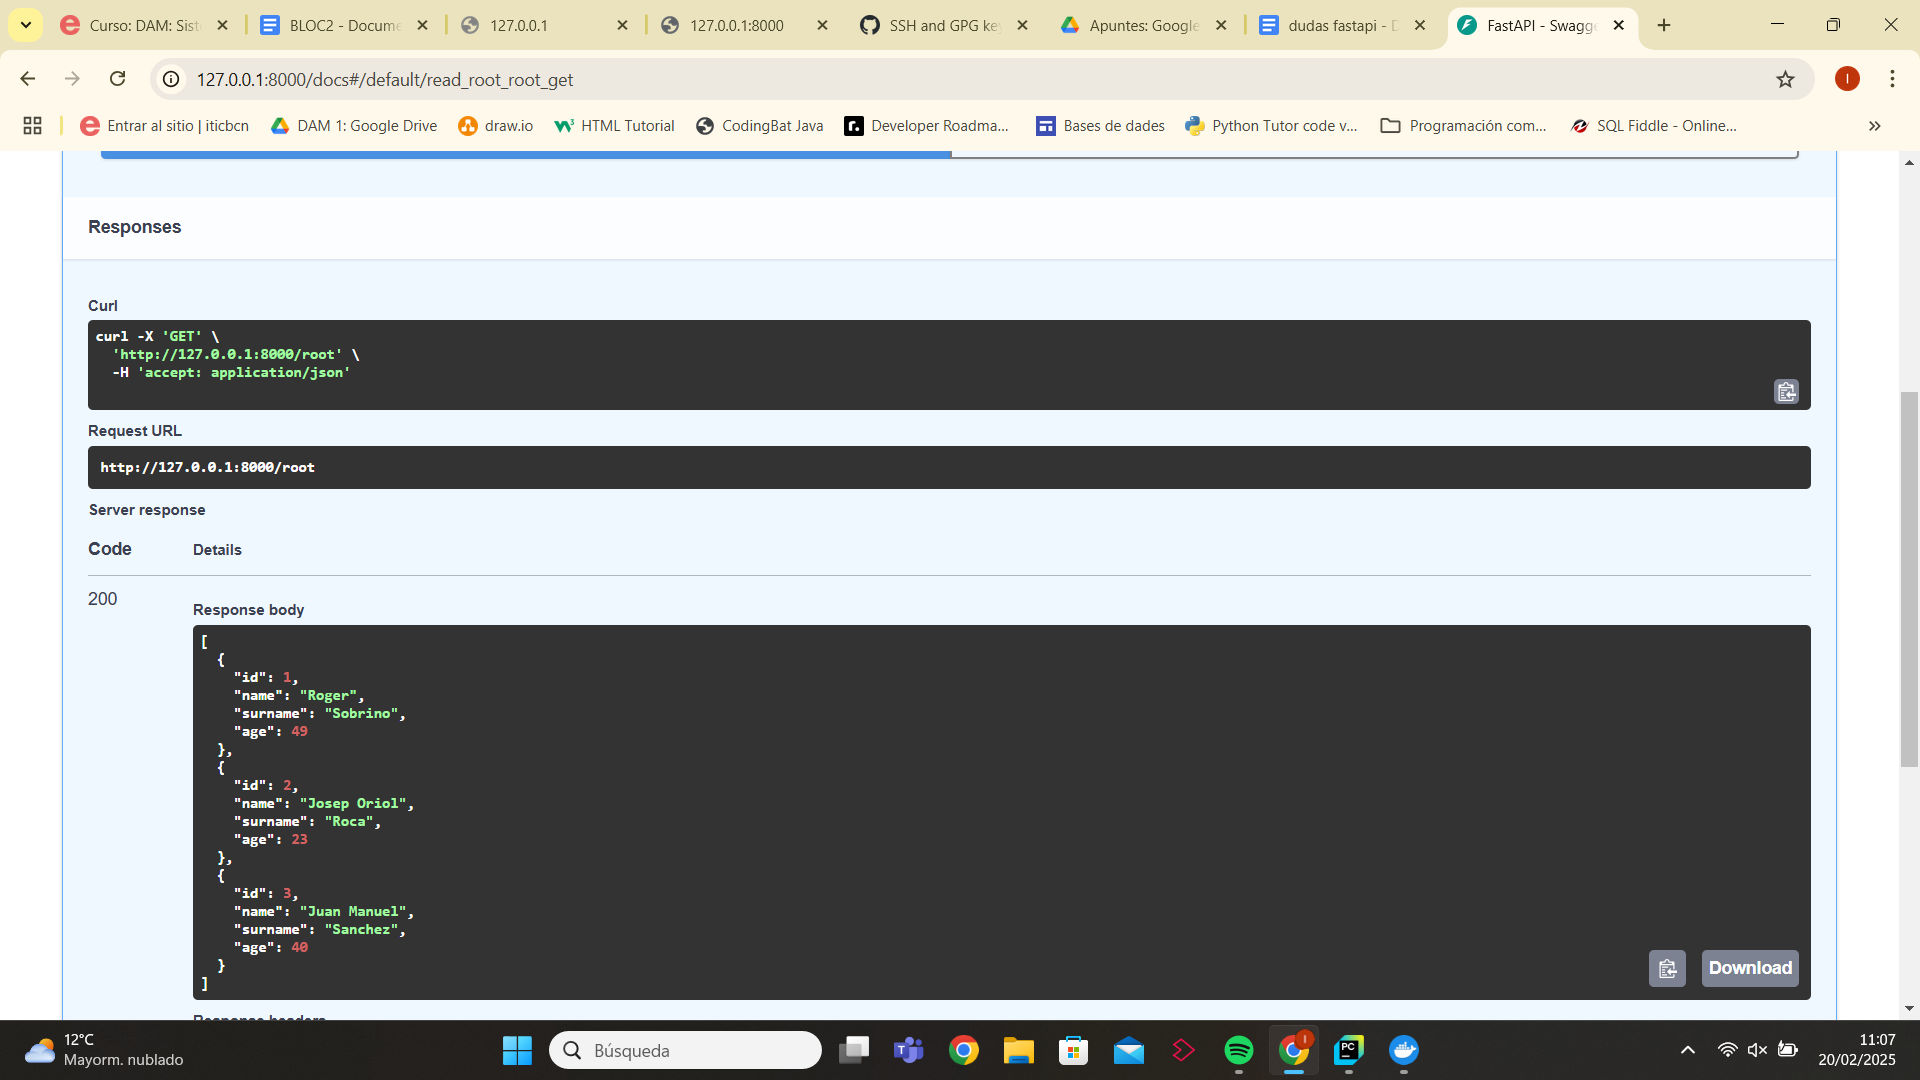 Curso: DAM: Sist
BLOC2 - Docume
127.0.0.1
127.0.0.1:8000
SSH and GPG key
Apuntes: Google
dudas fastapi - D
FastAPI - Swagge
127.0.0.1:8000/docs#/default/read_root_root_get
I
Entrar al sitio | iticbcn
DAM 1: Google Drive
draw.io
HTML Tutorial
CodingBat Java
Developer Roadma...
Bases de dades
Python Tutor code v...
Programación com...
SQL Fiddle - Online...
Responses
Curl
curl -X 'GET' \
'http://127.0.0.1:8000/root' \
-H 'accept: application/json'
Request URL
http://127.0.0.1:8000/root
Server response
Code
Details
200
Response body
[
{
"id": 1,
"name": "Roger",
"surname": "Sobrino",
"age": 49
},
{
"id": 2,
"name": "Josep Oriol",
"surname": "Roca",
"age": 23
},
{
"id": 3,
"name": "Juan Manuel",
"surname": "Sanchez",
"age": 40
}
]
Download
Response headers
12°C
Mayorm. nublado
Búsqueda
11:07
20/02/2025